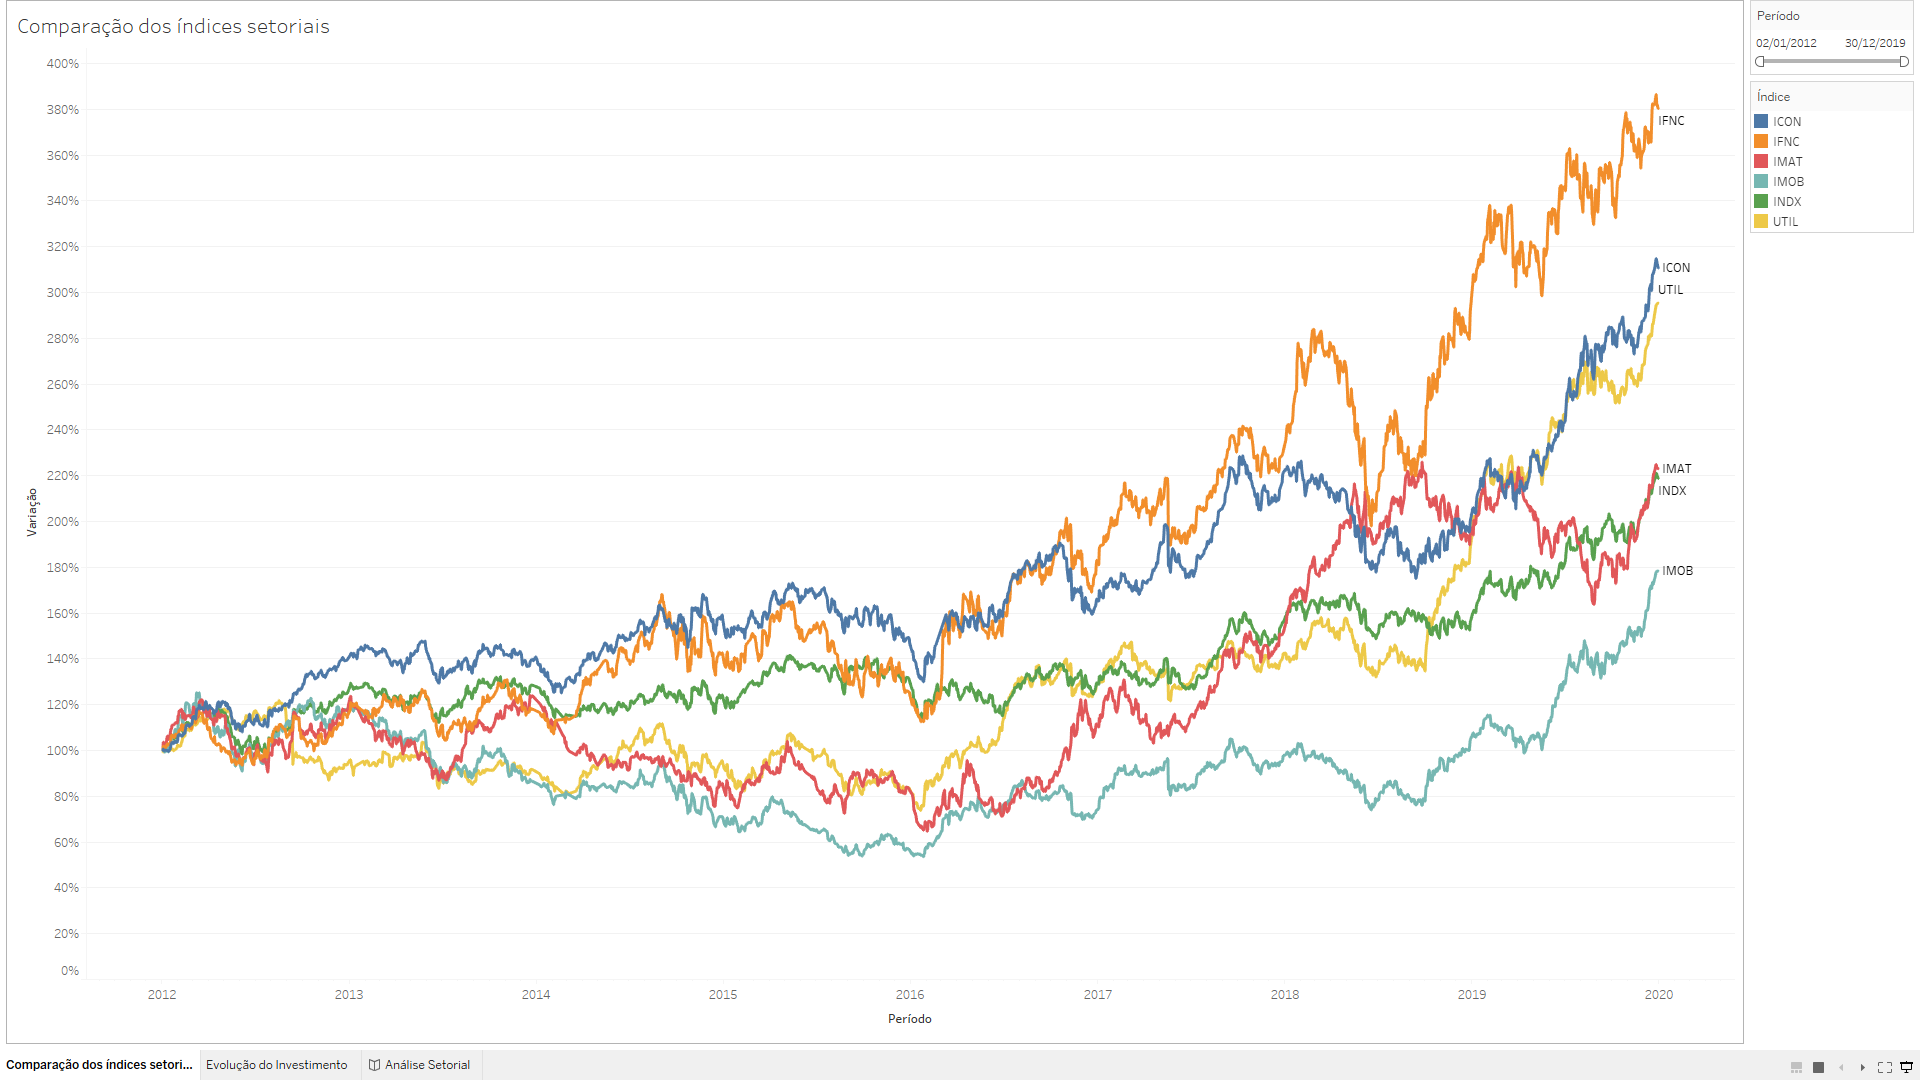 Comparação dos índices setoriais
400%
380%
360%
340%
320%
300%
280%
260%
240%
220%
200%
180%
160%
140%
120%
100%
80%
60%
40%
20%
0%
Variação
2012 2013 2014 2015 2016 2017 2018 2019 2020
Período
IFNC
ICON
UTIL
IMAT
INDX
IMOB
Período
02/01/2012 30/12/2019
Índice
ICON
IFNC
IMAT
IMOB
INDX
UTIL
Comparação dos índices setori... Evolução do Investimento Análise Setorial